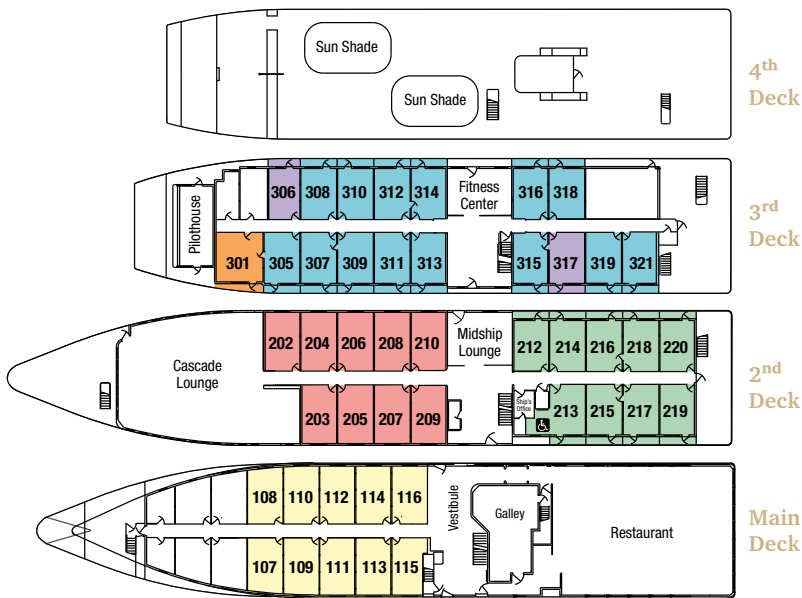 Sun Shade
Sun Shade
4th
Deck
306 308 310 312 314
Fitness
Center
316 318
Pilothouse
301 305 307 309 311 313
315 317 319 321
3rd
Deck
202 204 206 208 210
Midship
Lounge
212 214 216 218 220
Cascade
Lounge
203 205 207 209
Ship's
Office
213 215 217 219
2nd
Deck
108 110 112 114 116
Vestibule
Galley
Restaurant
107 109 111 113 115
Main
Deck